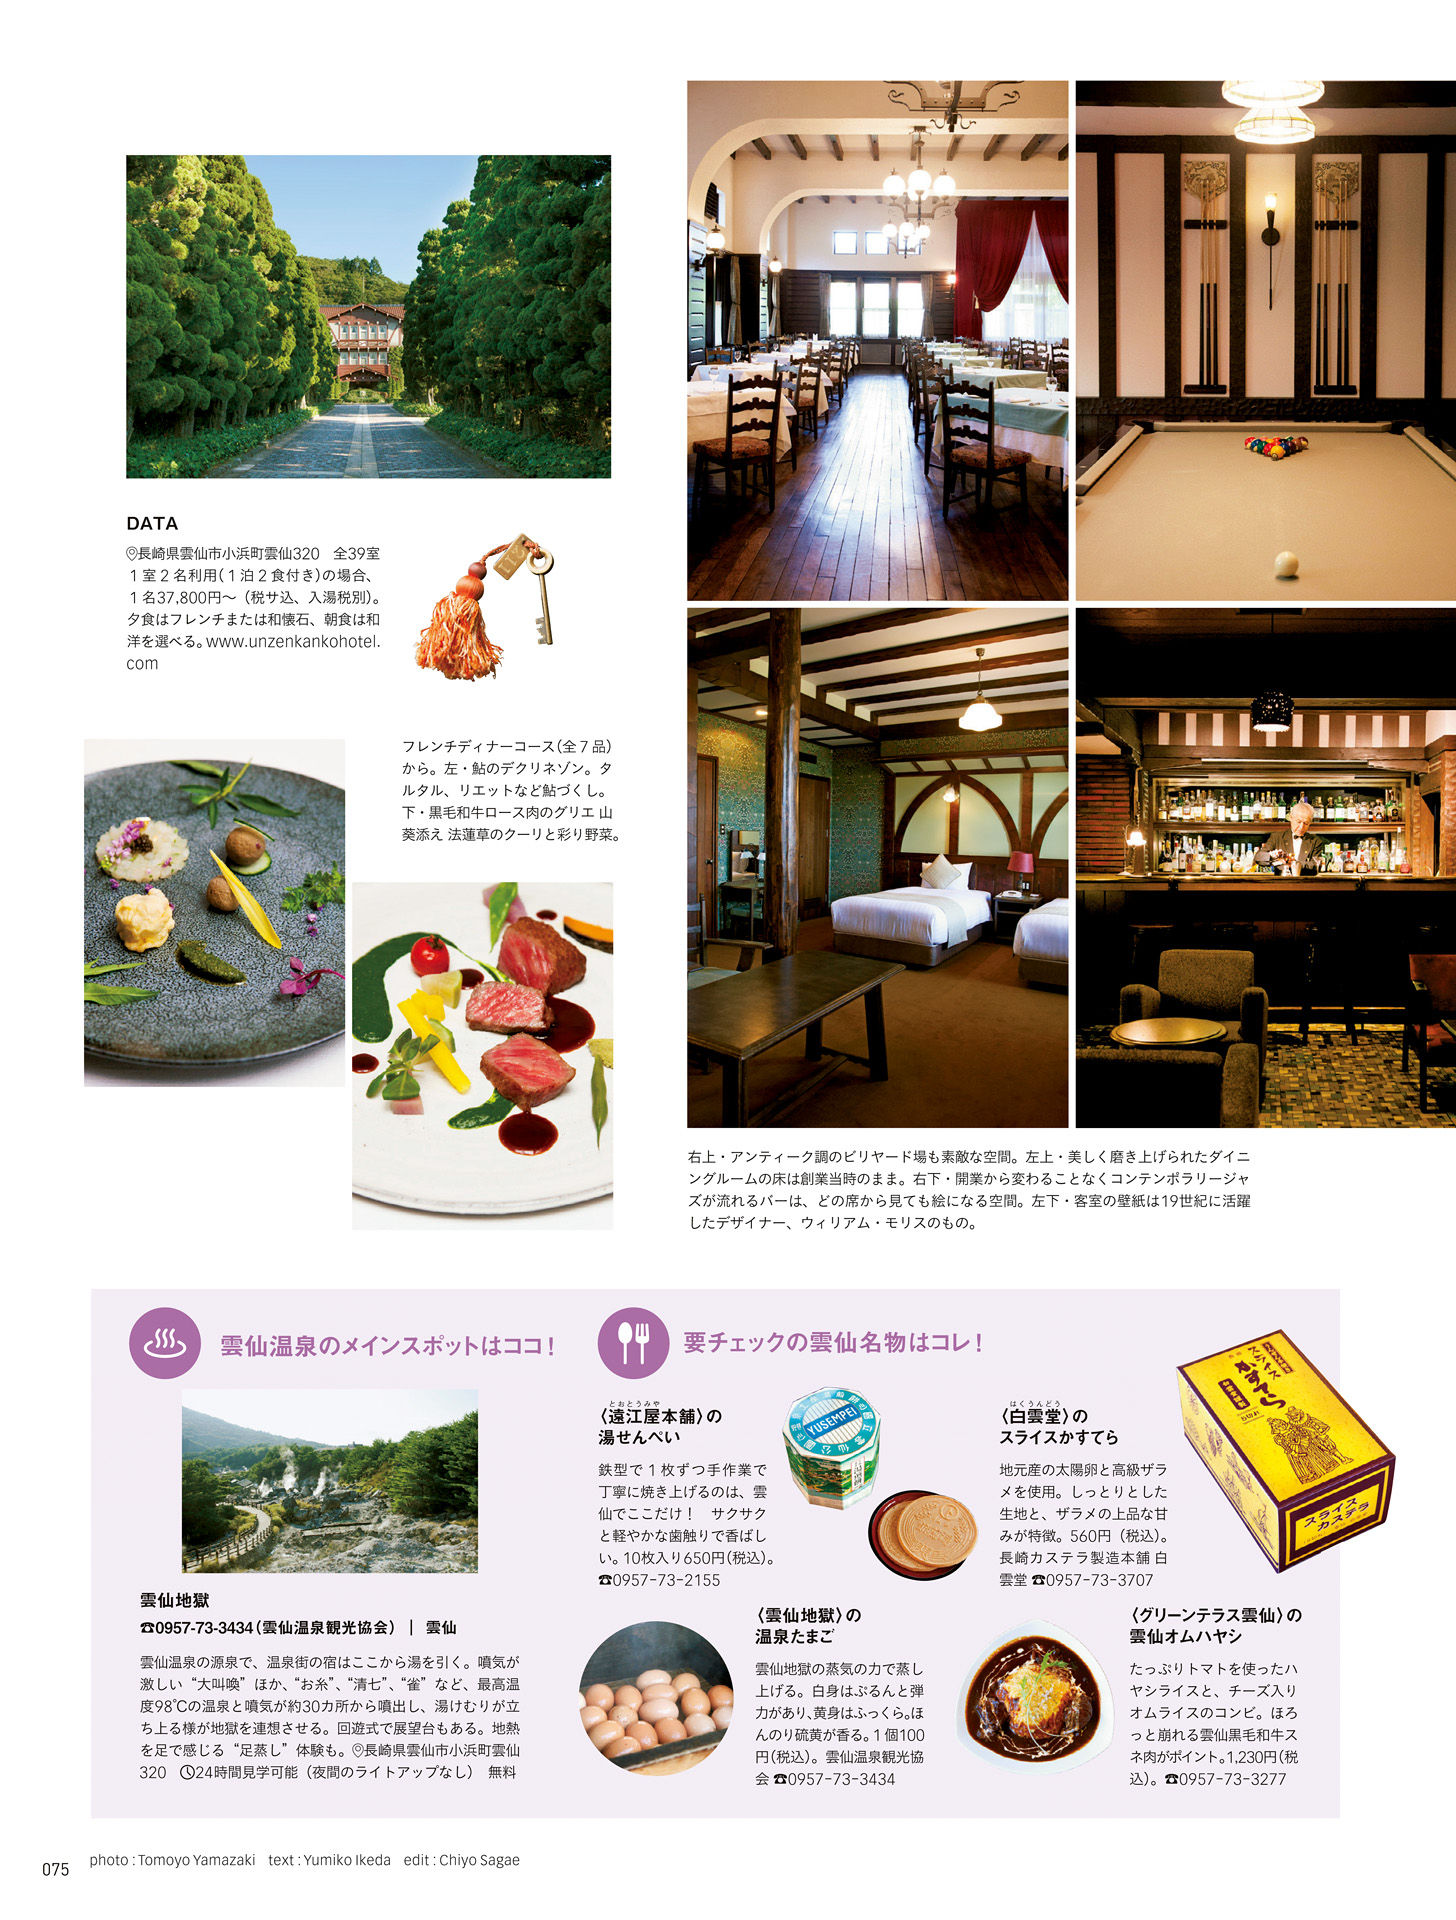 DATA
長崎県雲仙市小浜町雲仙320 全39室
1室2名利用(1泊2食付き)の場合、
1名37,800円〜（税サ込、入湯税別）。
夕食はフレンチまたは和懐石、朝食は和
洋を選べる。www.unzenkankohotel.
com
フレンチディナーコース(全7品)
から。左・鮎のデクリネゾン。タ
ルタル、リエットなど鮎づくし。
下・黒毛和牛ロース肉のグリエ 山
葵添え 法蓮草のクーリと彩り野菜。
右上・アンティーク調のビリヤード場も素敵な空間。左上・美しく磨き上げられたダイニ
ングルームの床は創業当時のまま。右下・開業から変わることなくコンテンポラリージャ
ズが流れるバーは、どの席から見ても絵になる空間。左下・客室の壁紙は19世紀に活躍
したデザイナー、ウィリアム・モリスのもの。
雲仙温泉のメインスポットはココ！
雲仙地獄
☎0957-73-3434（雲仙温泉観光協会）｜ 雲仙
雲仙温泉の源泉で、温泉街の宿はここから湯を引く。噴気が
激しい“大叫喚”ほか、“お糸”、“清七”、“雀”など、最高温
度98℃の温泉と噴気が約30カ所から噴出し、湯けむりが立
ち上る様が地獄を連想させる。回遊式で展望台もある。地熱
を足で感じる“足蒸し”体験も。長崎県雲仙市小浜町雲仙
320 24時間見学可能（夜間のライトアップなし） 無料
要チェックの雲仙名物はコレ！
とおとうみや
〈遠江屋本舗〉の
湯せんぺい
鉄型で1枚ずつ手作業で
丁寧に焼き上げるのは、雲
仙でここだけ！ サクサク
と軽やかな歯触りで香ばし
い。10枚入り650円(税込)。
☎0957-73-2155
YUSEMPEI
はくうんどう
〈白雲堂〉の
スライスかすてら
地元産の太陽卵と高級ザラ
メを使用。しっとりとした
生地と、ザラメの上品な甘
みが特徴。560円（税込）。
長崎カステラ製造本舗 白
雲堂 ☎0957-73-3707
スライス
かすてら
スライス
カステラ
〈雲仙地獄〉の
温泉たまご
雲仙地獄の蒸気の力で蒸し
上げる。白身はぷるんと弾
力があり、黄身はふっくら。ほ
んのり硫黄が香る。1個100
円(税込)。雲仙温泉観光協
会 ☎0957-73-3434
〈グリーンテラス雲仙〉の
雲仙オムハヤシ
たっぷりトマトを使ったハ
ヤシライスと、チーズ入り
オムライスのコンビ。ほろ
っと崩れる雲仙黒毛和牛ス
ネ肉がポイント。1,230円(税
込)。☎0957-73-3277
075
photo : Tomoyo Yamazaki text : Yumiko Ikeda edit : Chiyo Sagae